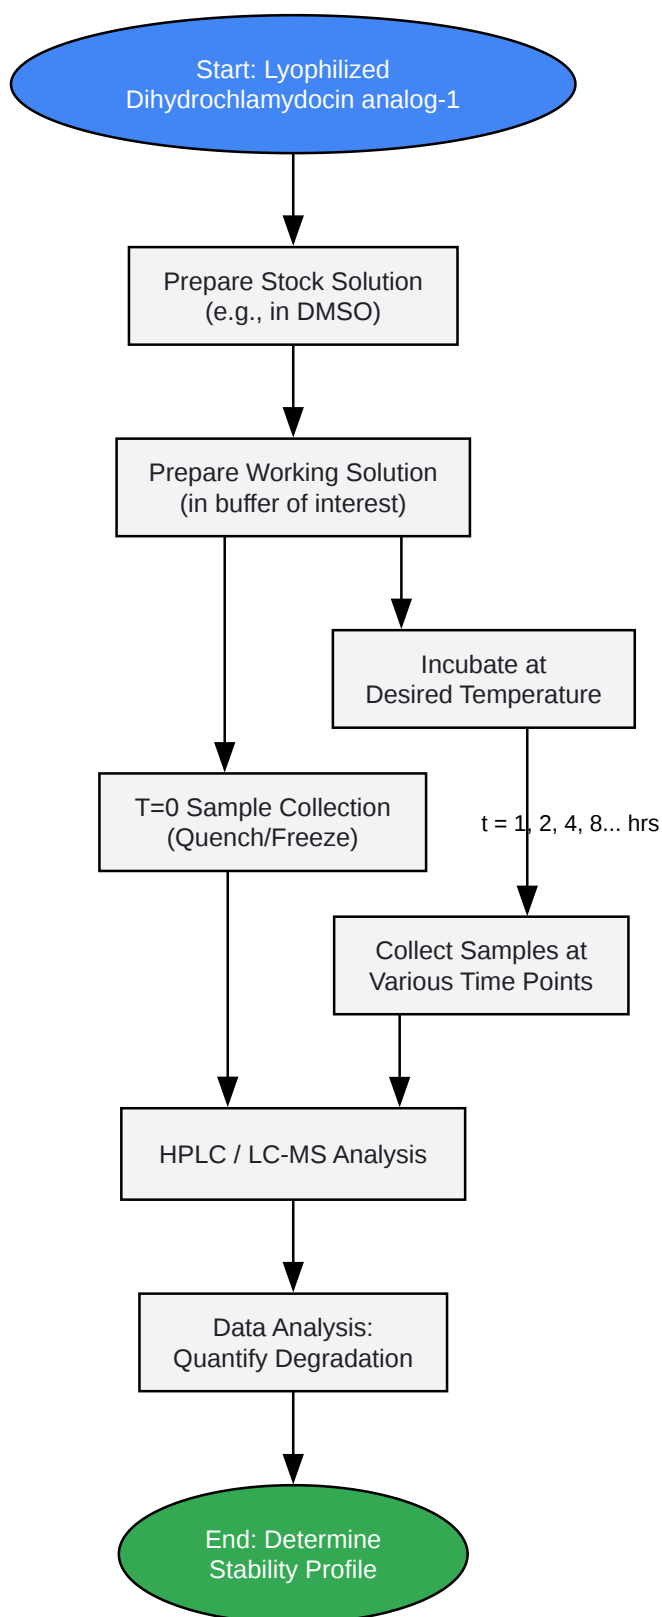 Start: Lyophilized
Dihydrochlamydocin analog-1
Prepare Stock Solution
(e.g., in DMSO)
Prepare Working Solution
(in buffer of interest)
Incubate at
Desired Temperature
T=0 Sample Collection
(Quench/Freeze)
t = 1, 2, 4, 8... hrs
Collect Samples at
Various Time Points
HPLC / LC-MS Analysis
Data Analysis:
Quantify Degradation
End: Determine
Stability Profile